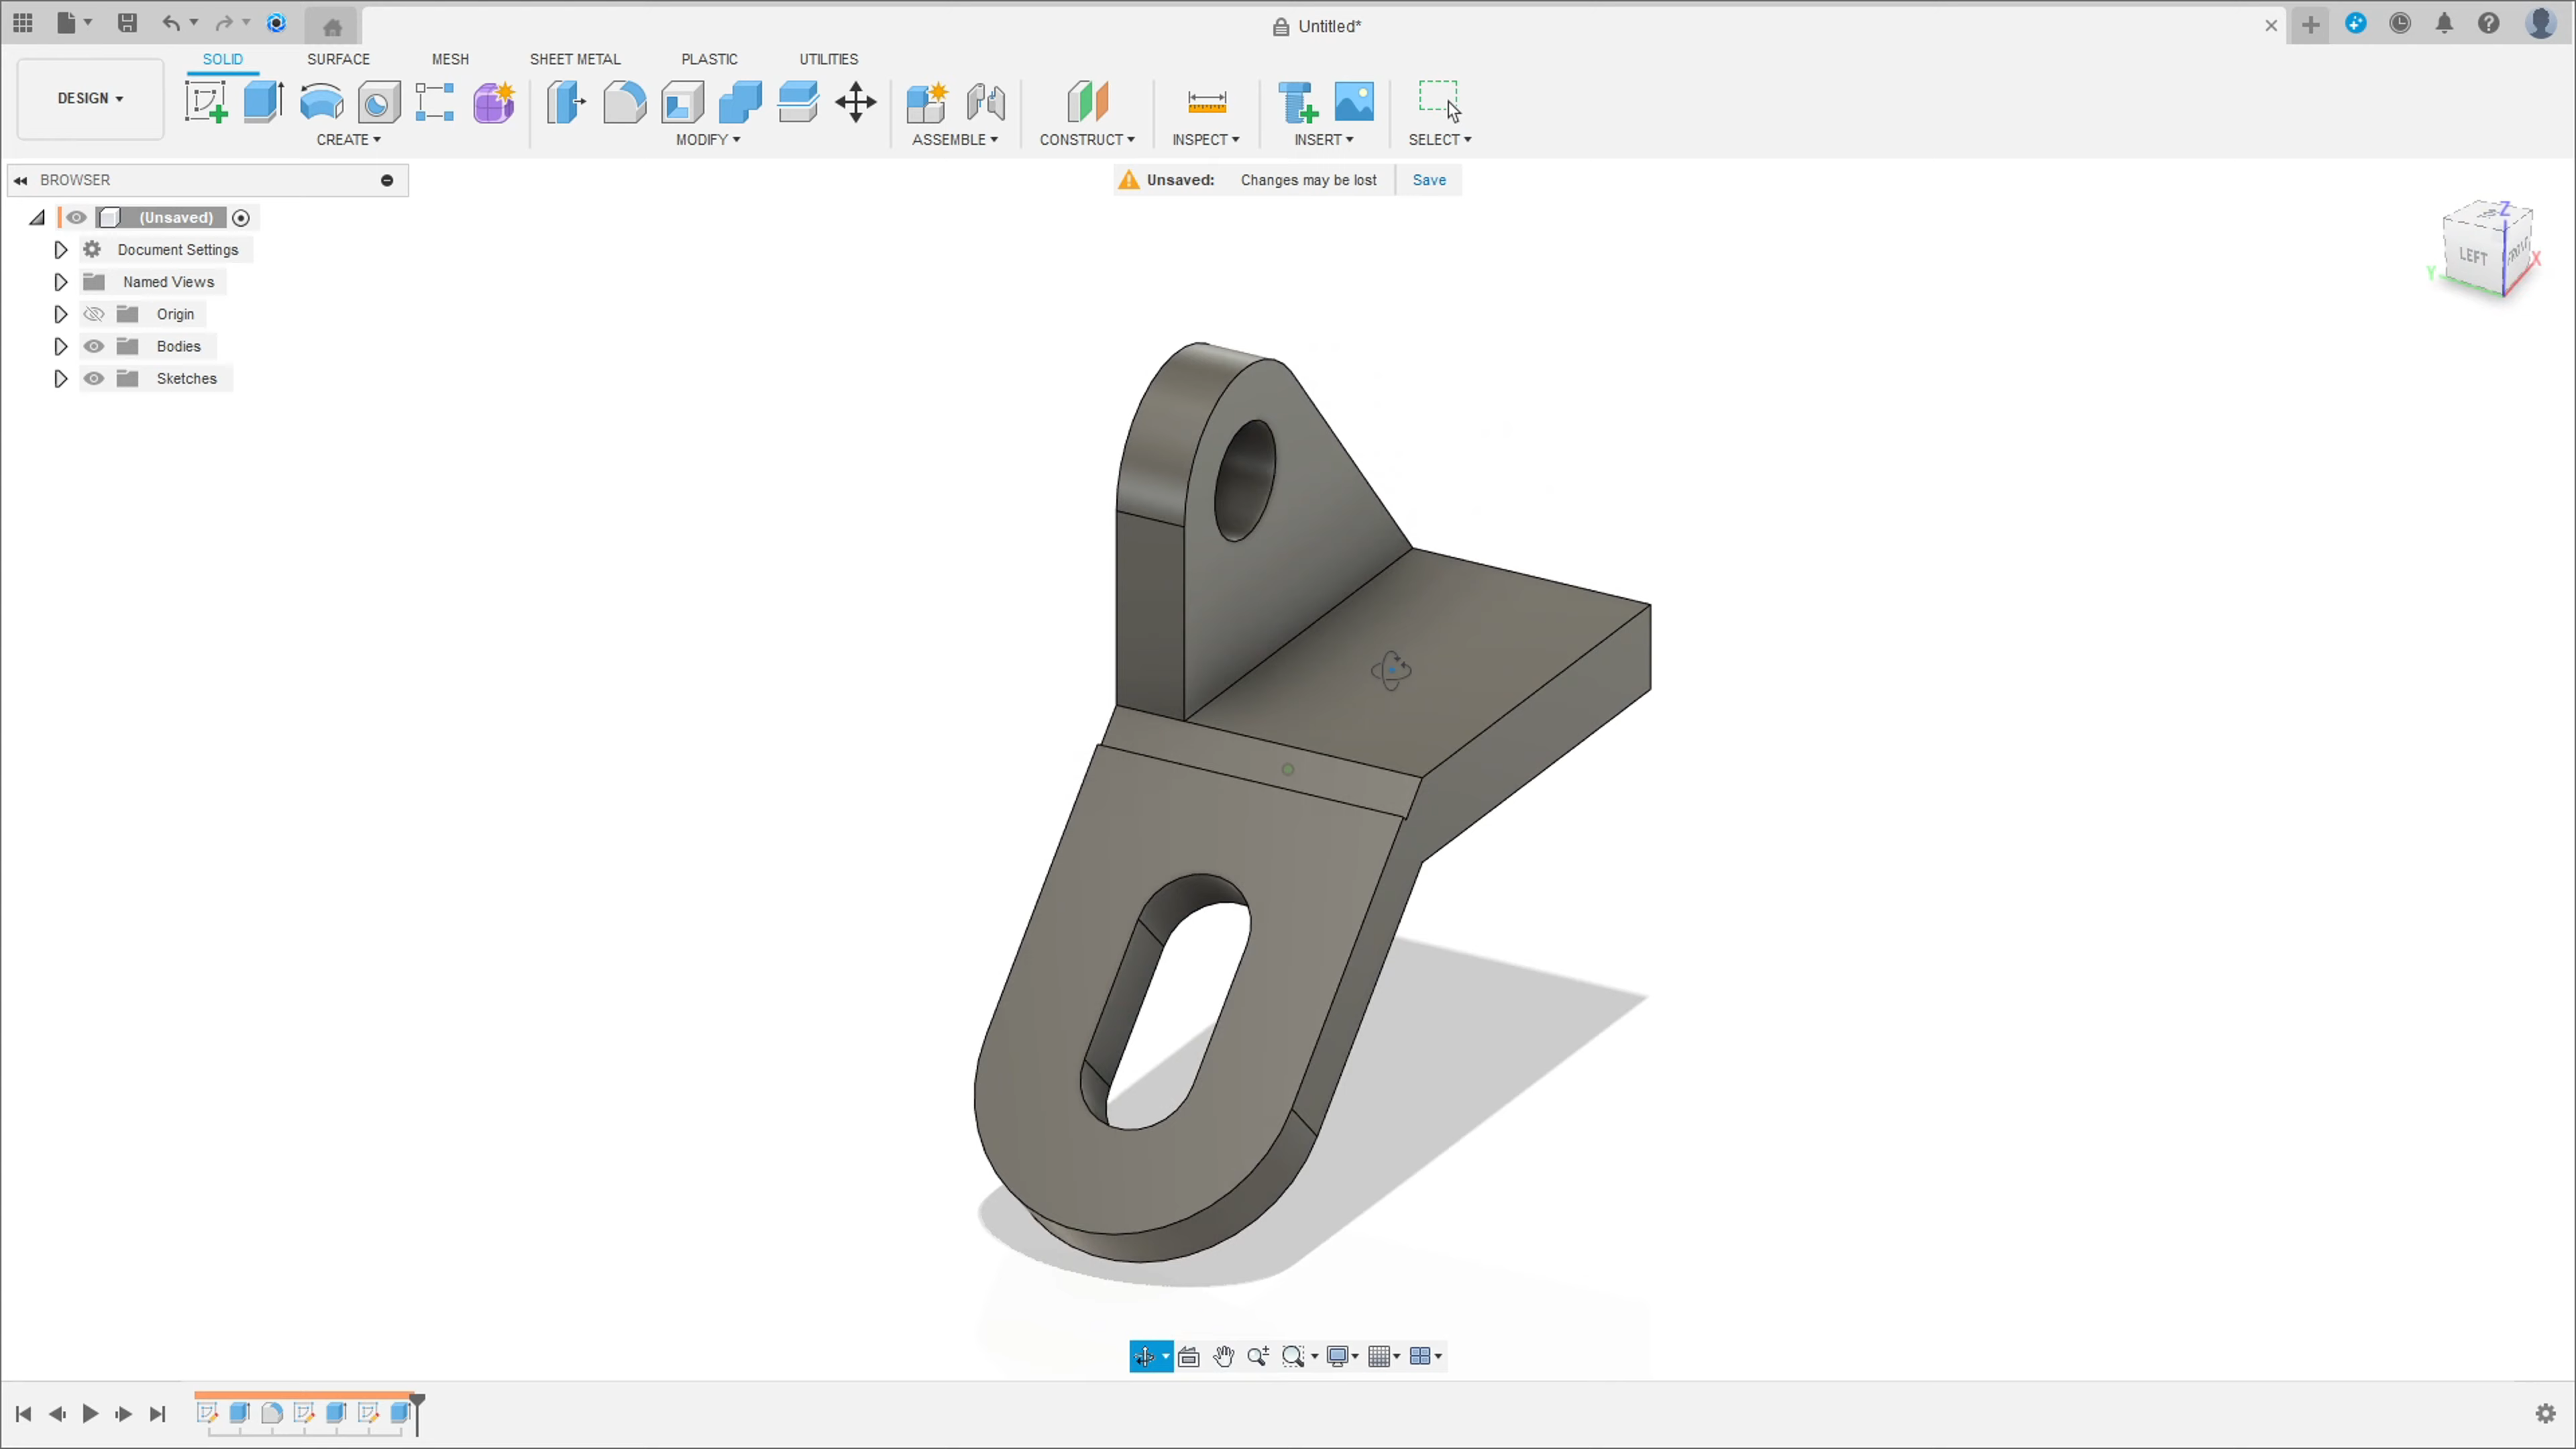 Untitled*
SOLID SURFACE MESH SHEET METAL PLASTIC UTILITIES
DESIGN
CREATE MODIFY ASSEMBLE CONSTRUCT INSPECT INSERT SELECT
BROWSER
Unsaved: Changes may be lost Save
(Unsaved)
Document Settings
Named Views
Origin
Bodies
Sketches
Z
LEFT
FRONT
X
Y